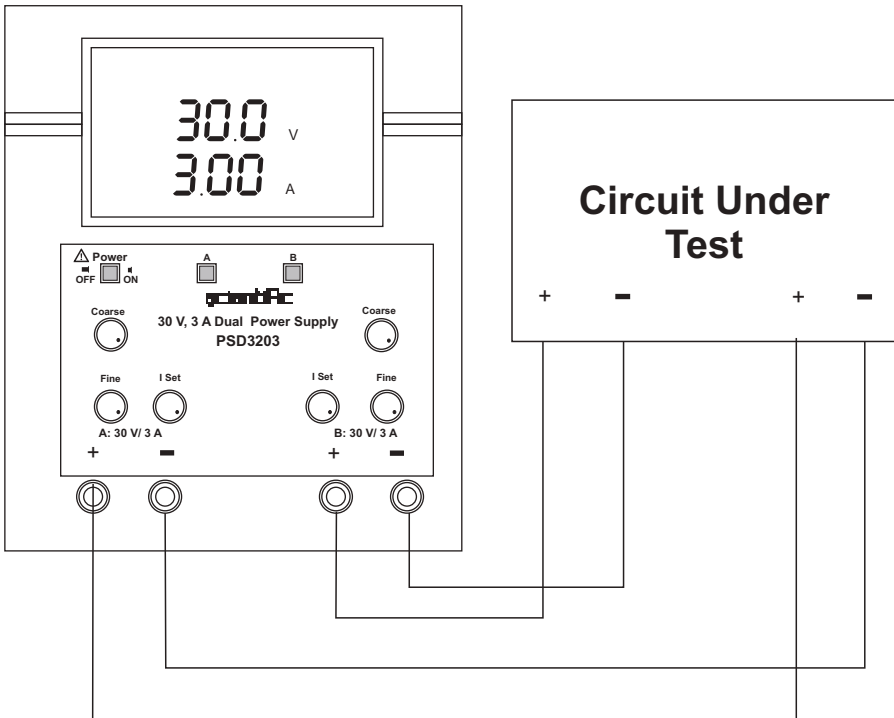 30.0 V
3.00 A
Circuit Under
Test
+ - + -
Power
OFF ON
A B
Coarse Coarse
30 V, 3 A Dual Power Supply
PSD3203
Fine I Set I Set Fine
A: 30 V/ 3 A B: 30 V/ 3 A
+ - + -